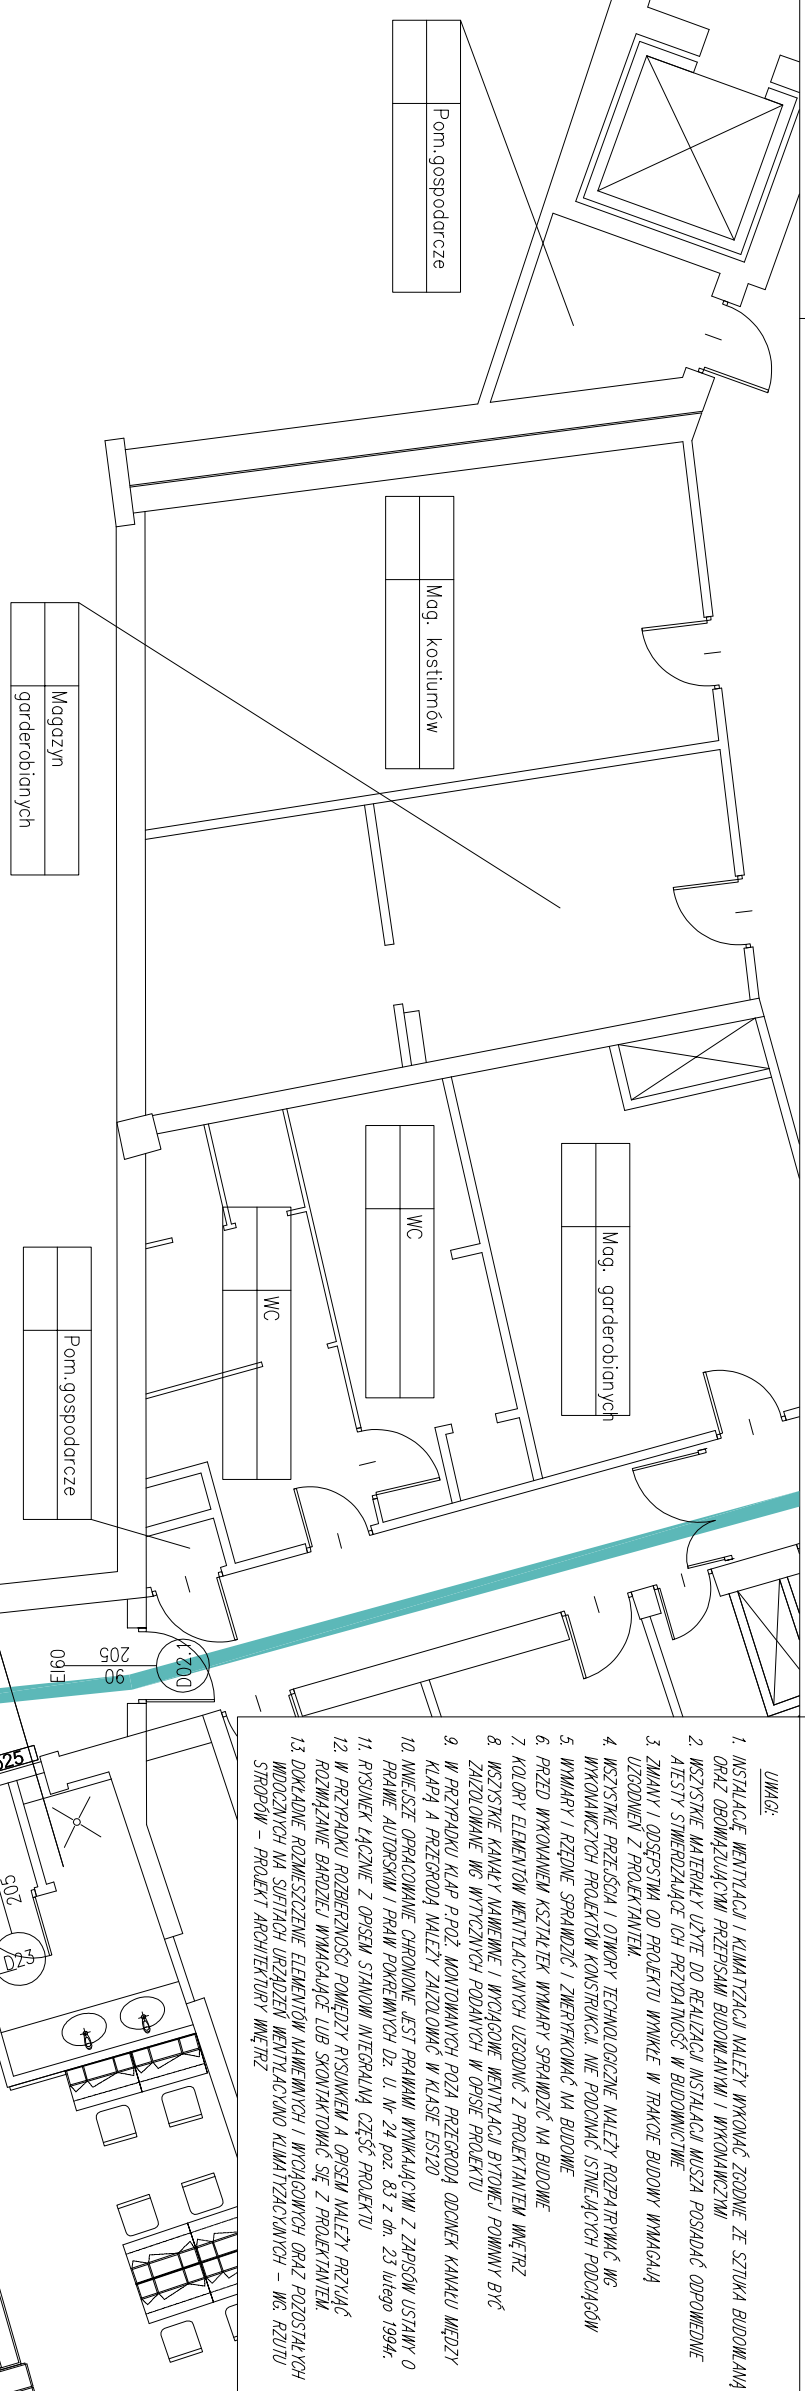 Pom.gospodarcze
Mag. kostiumów
Magazyn
garderobianych
Mag. garderobianych
WC
WC
Pom.gospodarcze
D02.1
90
205
EI60
D23
205
UWAGI:
1. INSTALACJĘ WENTYLACJI I KLIMATYZACJI NALEŻY WYKONAĆ ZGODNIE ZE SZTUKA BUDOWLANĄ
ORAZ OBOWIĄZUJĄCYMI PRZEPISAMI BUDOWLANYMI I WYKONAWCZYMI
2. WSZYSTKIE MATERIAŁY UŻYTE DO REALIZACJI INSTALACJI MUSZA POSIADAĆ ODPOWIEDNIE
ATESTY STWIERDZAJĄCE ICH PRZYDATNOŚĆ W BUDOWNICTWIE
3. ZMIANY I ODSĘPSTWA OD PROJEKTU WYNIKŁE W TRAKCIE BUDOWY WYMAGAJĄ
UZGODNIEŃ Z PROJEKTANTEM.
4. WSZYSTKIE PRZEJŚCIA I OTWORY TECHNOLOGICZNE NALEŻY ROZPATRYWAĆ WG
WYKONAWCZYCH PROJEKTÓW KONSTRUKCJI. NIE PODCINAĆ ISTNIEJĄCYCH PODCIĄGÓW
5. WYMIARY I RZĘDNE SPRAWDZIĆ I ZWERYFIKOWAĆ NA BUDOWIE
6. PRZED WYKONANIEM KSZTAŁTEK WYMIARY SPRAWDZIĆ NA BUDOWIE
7. KOLORY ELEMENTÓW WENTYLACYJNYCH UZGODNIĆ Z PROJEKTANTEM WNĘTRZ
8. WSZYSTKIE KANAŁY NAWIEWNE I WYCIĄGOWE WENTYLACJI BYTOWEJ POWINNY BYĆ
ZAIZOLOWANE WG WYTYCZNYCH PODANYCH W OPISIE PROJEKTU
9. W PRZYPADKU KLAP P.POŻ. MONTOWANYCH POZA PRZEGRODĄ, ODCINEK KANAŁU MIĘDZY
KLAPĄ A PRZEGRODĄ NALEŻY ZAIZOLOWAĆ W KLASIE EIS120
10. NINIEJSZE OPRACOWANIE CHRONIONE JEST PRAWAMI WYNIKAJĄCYMI Z ZAPISÓW USTAWY O
PRAWIE AUTORSKIM I PRAW POKREWNYCH Dz. U. Nr 24 poz. 83 z dn. 23 lutego 1994r.
11. RYSUNEK ŁĄCZNIE Z OPISEM STANOWI INTEGRALNĄ CZĘŚĆ PROJEKTU
12. W PRZYPADKU ROZBIERZNOŚCI POMIĘDZY RYSUNKIEM A OPISEM NALEŻY PRZYJĄĆ
ROZWIĄZANIE BARDZIEJ WYMAGAJĄCE LUB SKONTAKTOWAĆ SIĘ Z PROJEKTANTEM.
13. DOKŁADNE ROZMIESZCZENIE ELEMENTÓW NAWIEWNYCH I WYCIĄGOWYCH ORAZ POZOSTAŁYCH
WIDOCZNYCH NA SUFITACH URZĄDZEŃ WENTYLACYJNO KLIMATYZACYJNYCH – WG. RZUTU
STROPÓW – PROJEKT ARCHITEKTURY WNĘTRZ